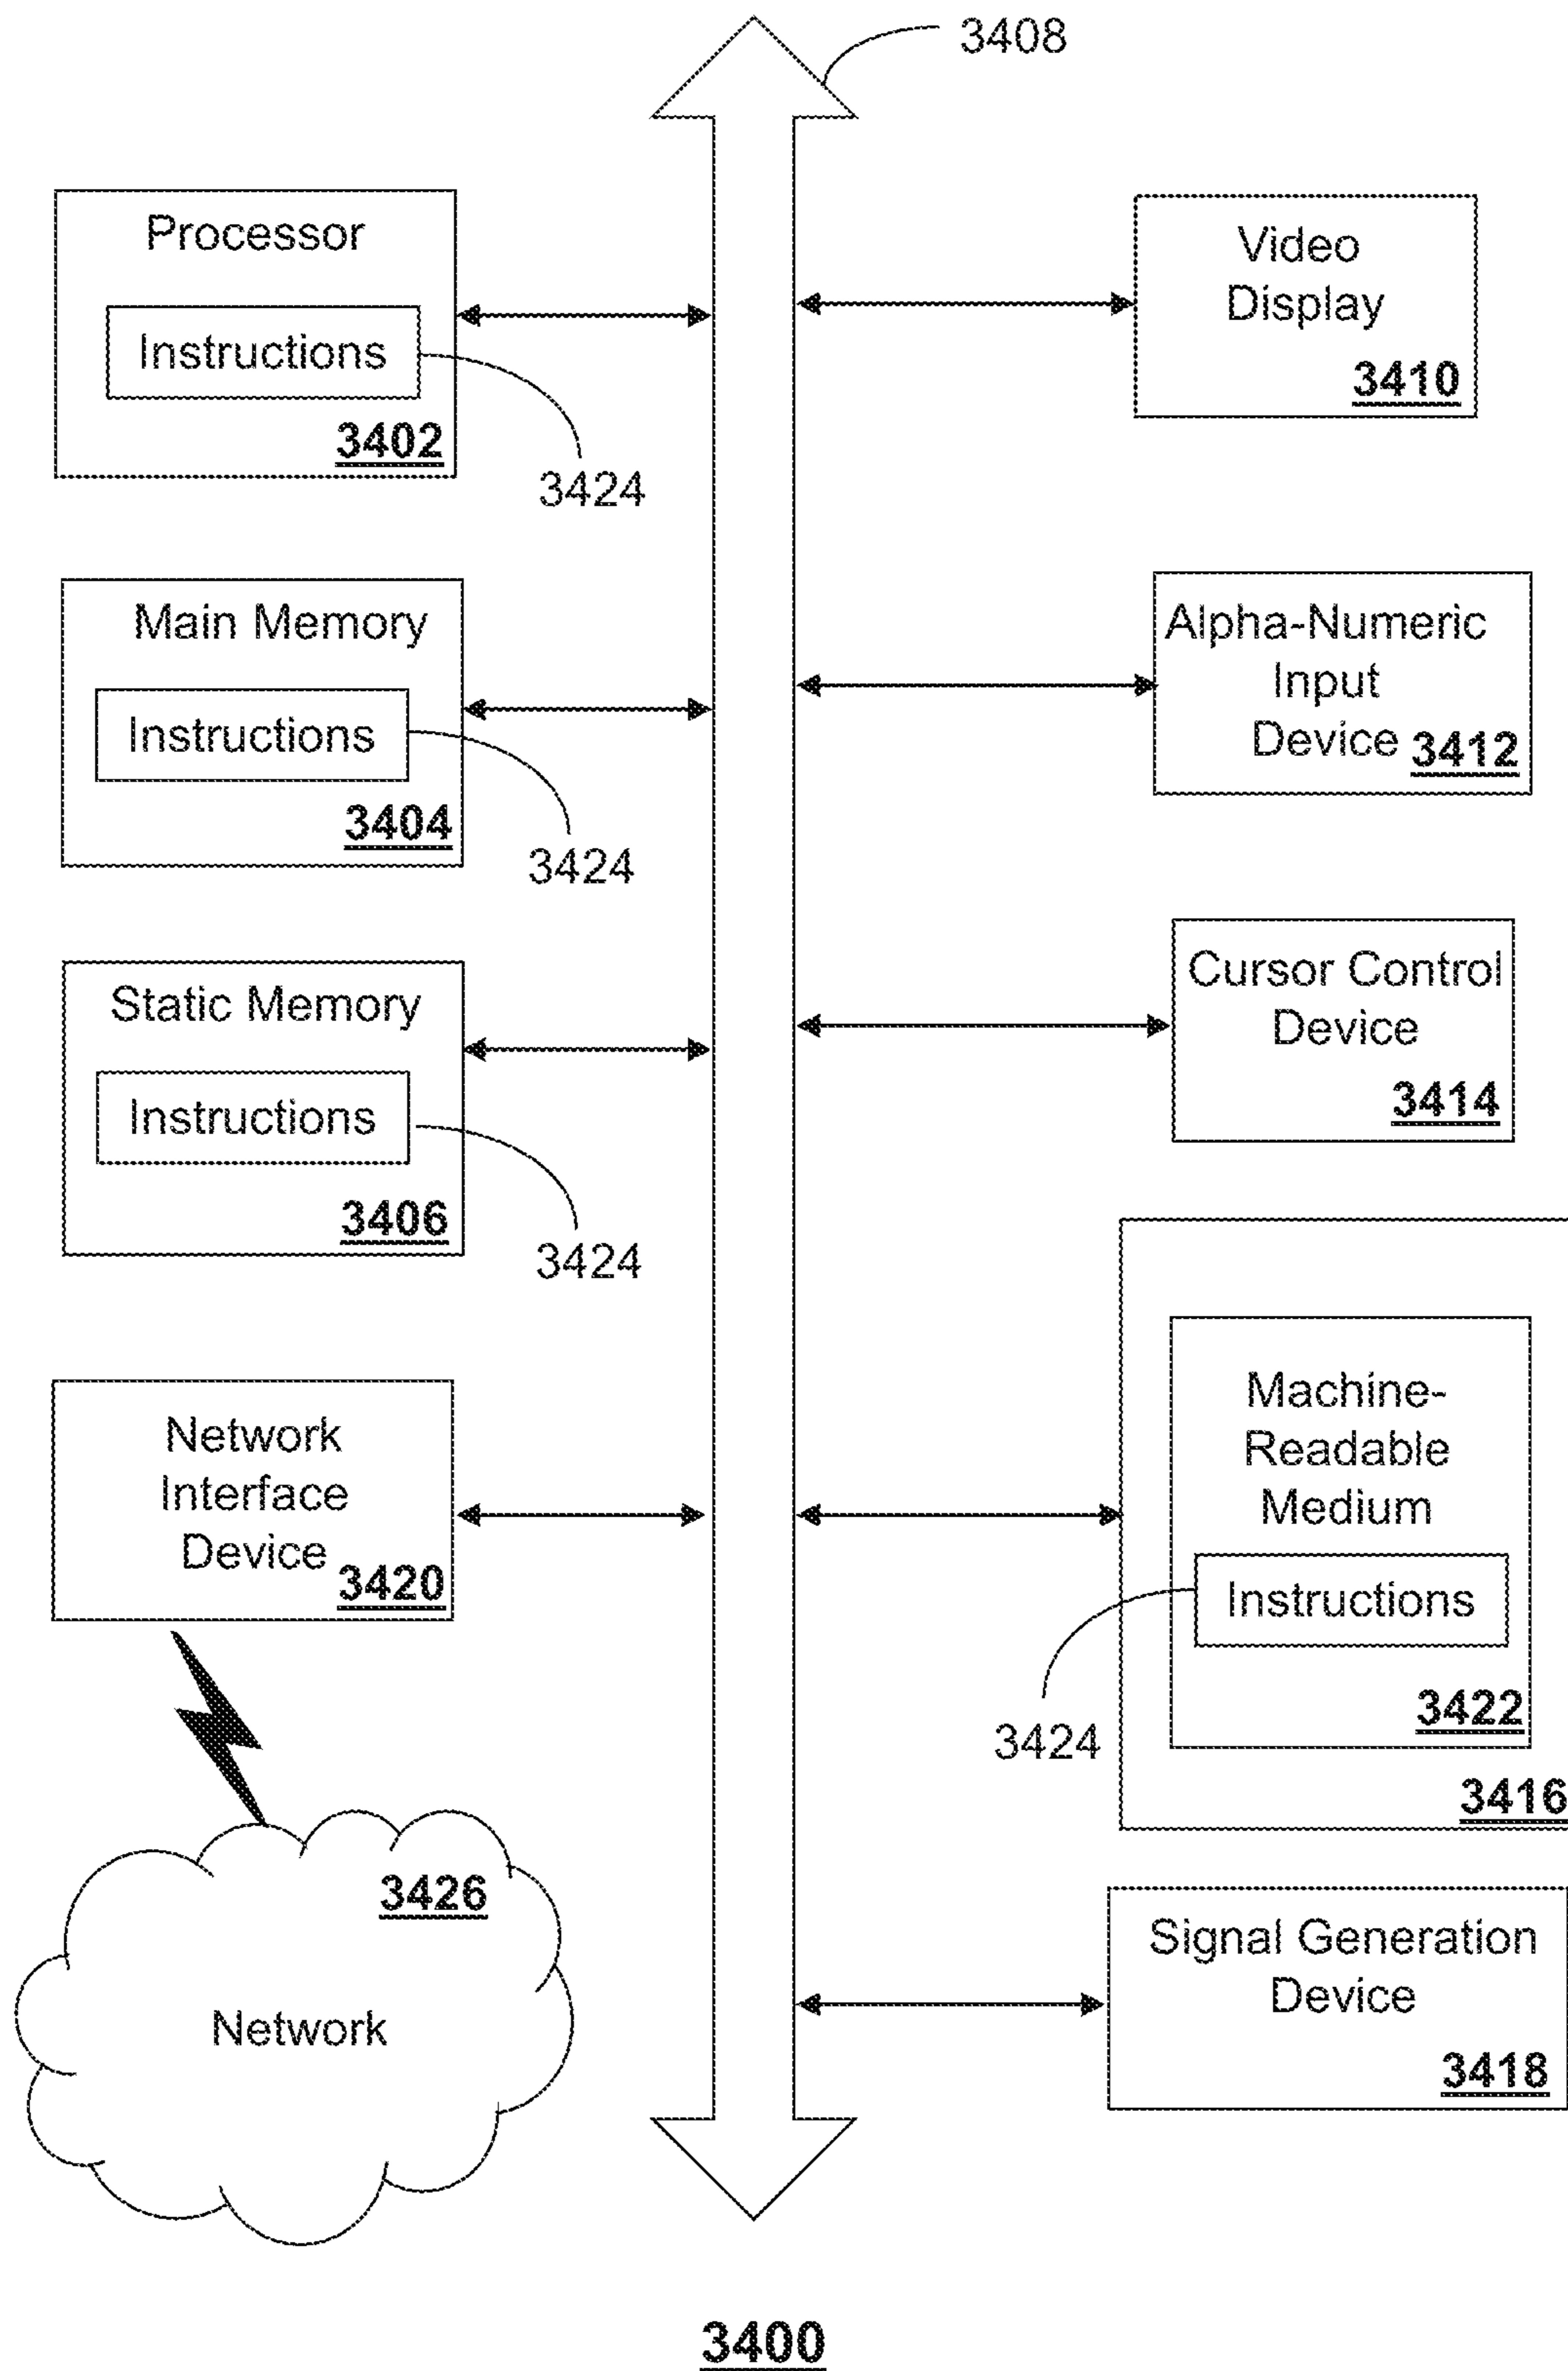 3408
Processor
Instructions
3402
3424
Video
Display
3410
Main Memory
Instructions
3404
3424
Alpha-Numeric
Input
Device 3412
Static Memory
Instructions
3406
3424
Cursor Control
Device
3414
Network
Interface
Device
3420
Machine-
Readable
Medium
Instructions
3422
3424
3416
3426
Network
Signal Generation
Device
3418
3400